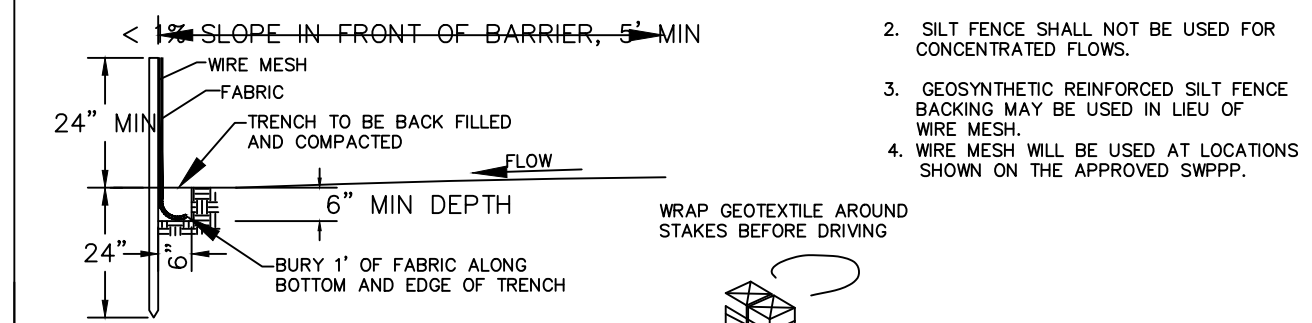 < 1% SLOPE IN FRONT OF BARRIER, 5' MIN
WIRE MESH
FABRIC
24" MIN
TRENCH TO BE BACK FILLED
AND COMPACTED
FLOW
6" MIN DEPTH
24"
6"
BURY 1' OF FABRIC ALONG
BOTTOM AND EDGE OF TRENCH
WRAP GEOTEXTILE AROUND
STAKES BEFORE DRIVING
2. SILT FENCE SHALL NOT BE USED FOR
CONCENTRATED FLOWS.
3. GEOSYNTHETIC REINFORCED SILT FENCE
BACKING MAY BE USED IN LIEU OF
WIRE MESH.
4. WIRE MESH WILL BE USED AT LOCATIONS
SHOWN ON THE APPROVED SWPPP.